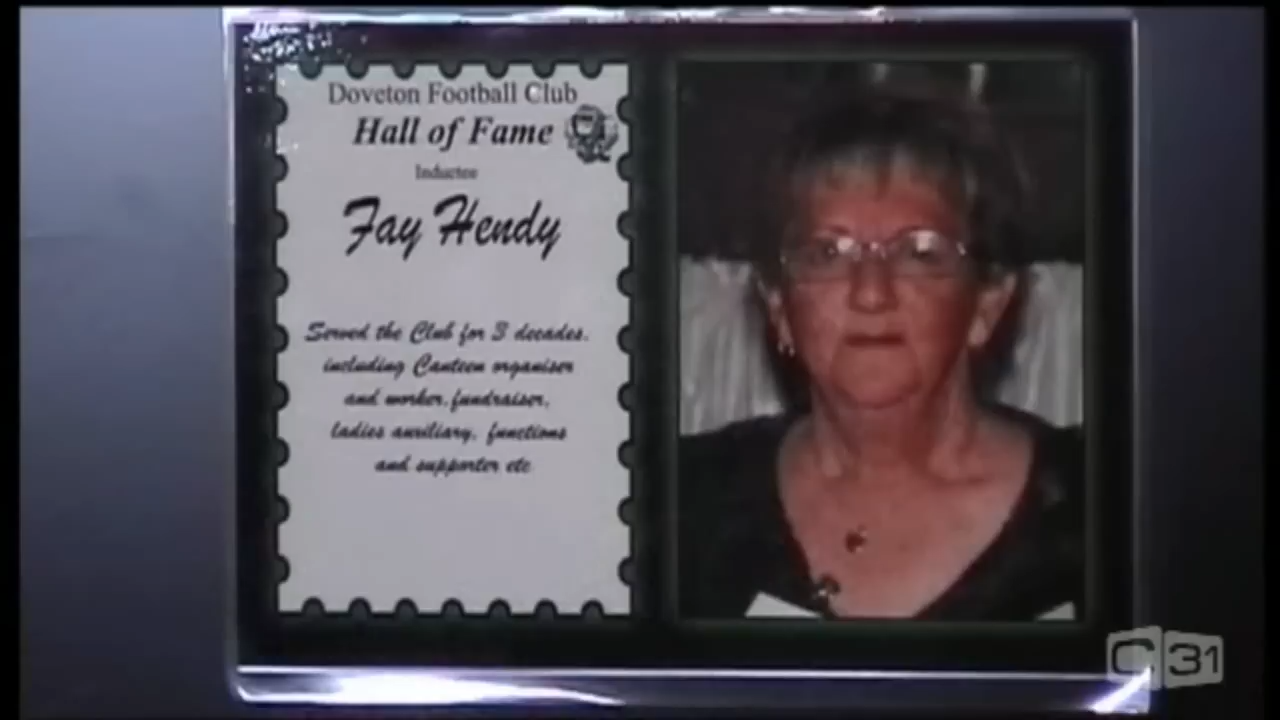 Doveton Football Club
Hall of Fame
Inductee
Fay Hendy
Served the Club for 3 decades.
including Canteen organiser
and worker, fundraiser,
ladies auxiliary, functions
and supporter etc
C31